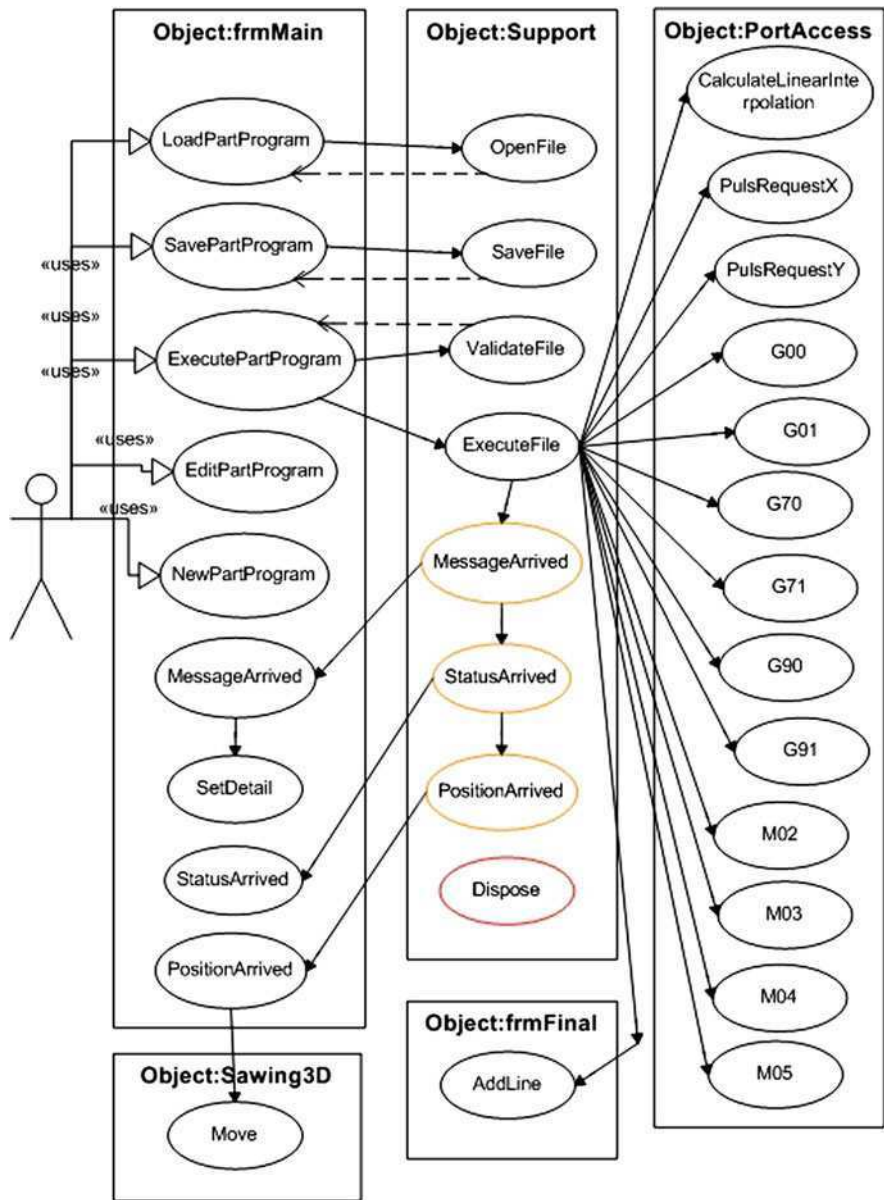 Object:frmMain
LoadPartProgram
SavePartProgram
«uses»
«uses»
ExecutePartProgram
«uses»
«uses»
EditPartProgram
«uses»
NewPartProgram
MessageArrived
SetDetail
StatusArrived
PositionArrived
Object:Sawing3D
Move
Object:Support
OpenFile
SaveFile
ValidateFile
ExecuteFile
MessageArrived
StatusArrived
PositionArrived
Dispose
Object:frmFinal
AddLine
Object:PortAccess
CalculateLinearInte
rpolation
PulsRequestX
PulsRequestY
G00
G01
G70
G71
G90
G91
M02
M03
M04
M05